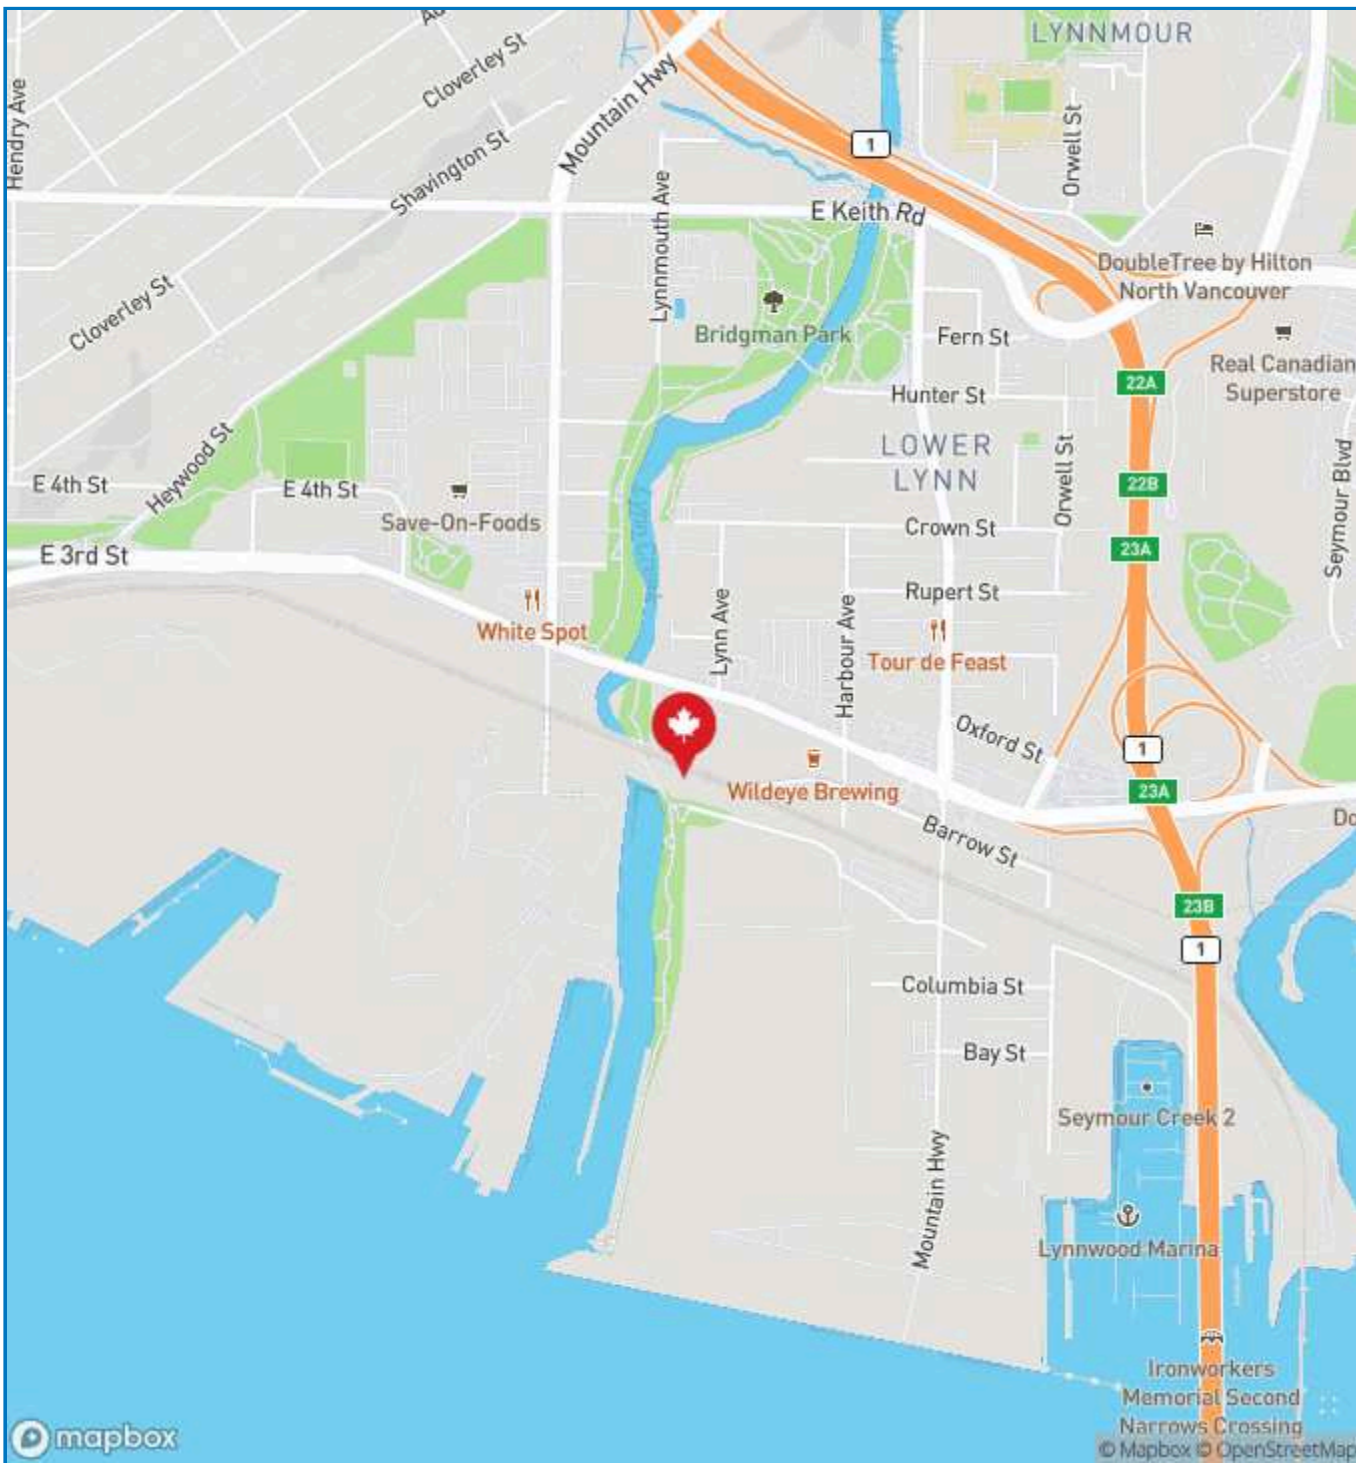 LYNNMOUR
Cloverley St
Hendry Ave
Mountain Hwy
Shavington St
1
Orwell St
Lynnmouth Ave
E Keith Rd
DoubleTree by Hilton
North Vancouver
Cloverley St
Bridgman Park
Fern St
Real Canadian
Superstore
22A
Hunter St
Heywood St
LOWER
LYNN
Orwell St
Seymour Blvd
E 4th St
E 4th St
22B
Save-On-Foods
Crown St
E 3rd St
23A
White Spot
Rupert St
Lynn Ave
Harbour Ave
Tour de Feast
Oxford St
1
Wildeye Brewing
23A
Barrow St
23B
1
Columbia St
Bay St
Seymour Creek 2
Mountain Hwy
Lynnwood Marina
Ironworkers
Memorial Second
Narrows Crossing
mapbox
© Mapbox © OpenStreetMap